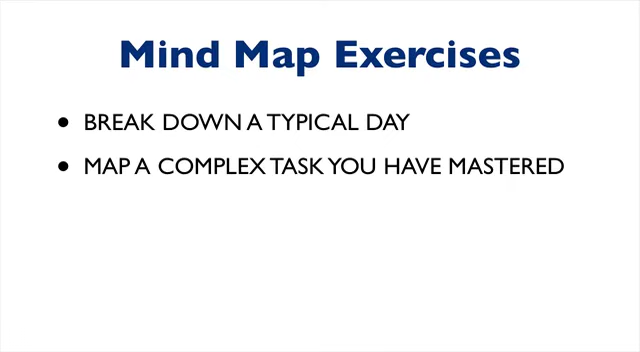 Mind Map Exercises
• BREAK DOWN A TYPICAL DAY
• MAP A COMPLEX TASK YOU HAVE MASTERED